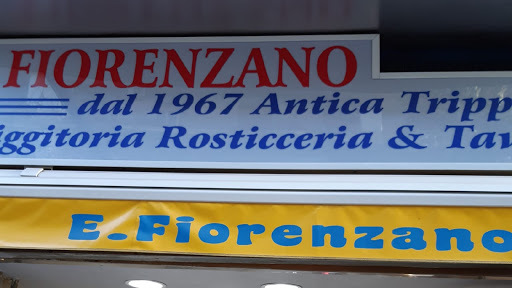 FIORENZANO
dal 1967 Antica Tripp
iggitoria Rosticceria & Tav
E. Fiorenzano